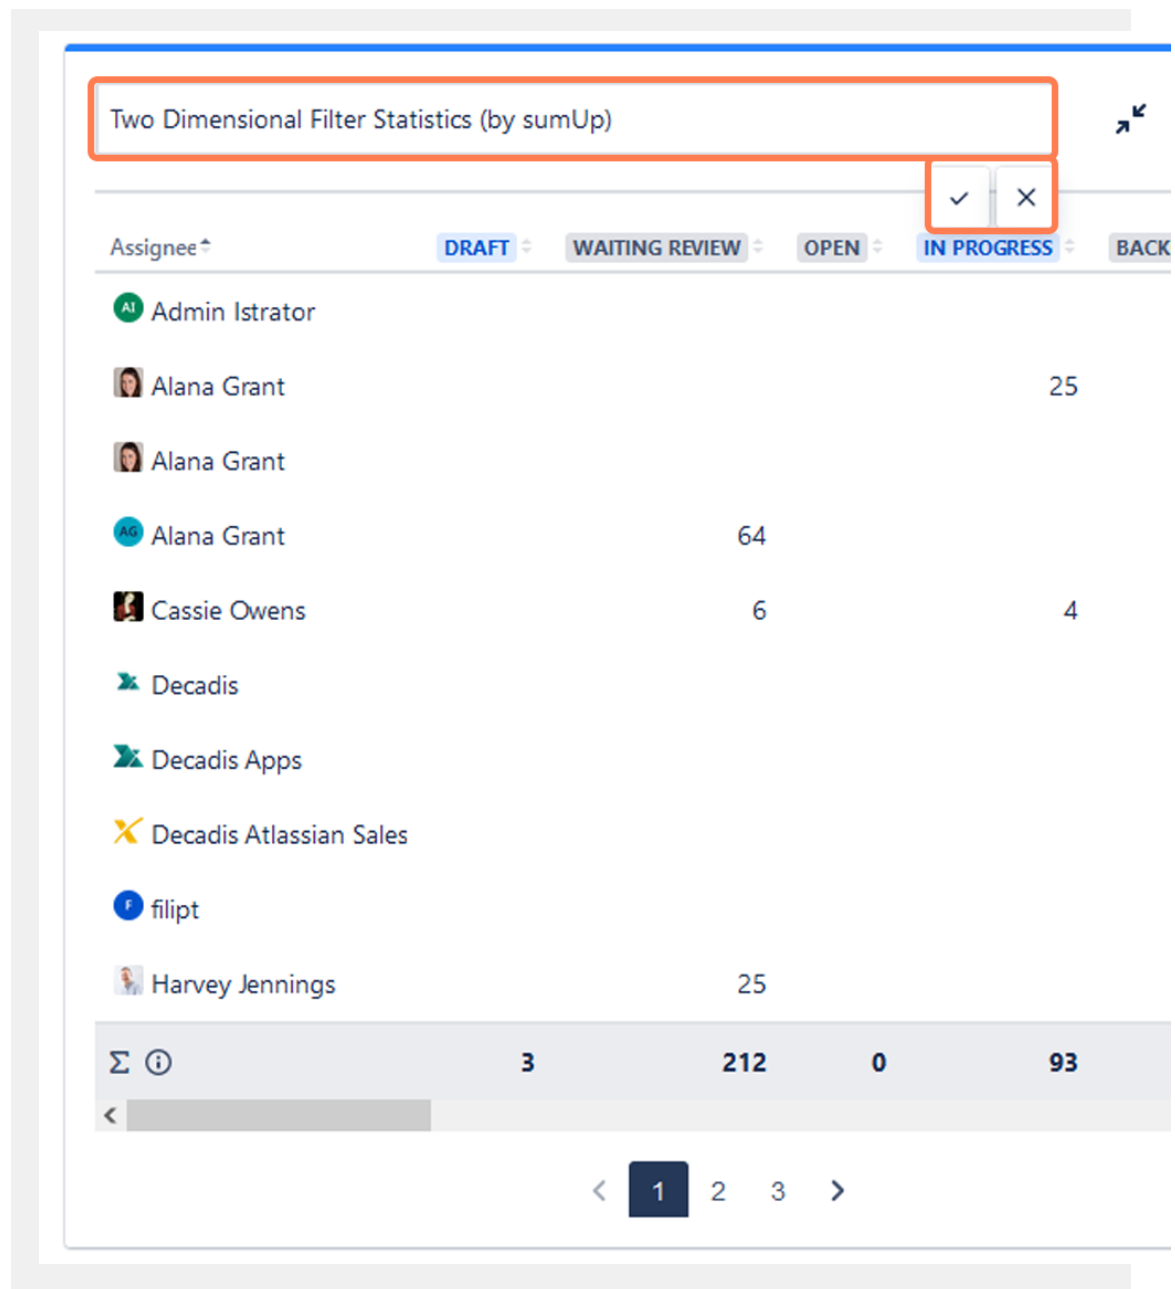 Two Dimensional Filter Statistics (by sumUp)
Assignee DRAFT WAITING REVIEW OPEN IN PROGRESS BACK
AI Admin Istrator
Alana Grant 25
Alana Grant
AG Alana Grant 64
Cassie Owens 6 4
Decadis
Decadis Apps
Decadis Atlassian Sales
F filipt
Harvey Jennings 25
Σ 3 212 0 93
1 2 3